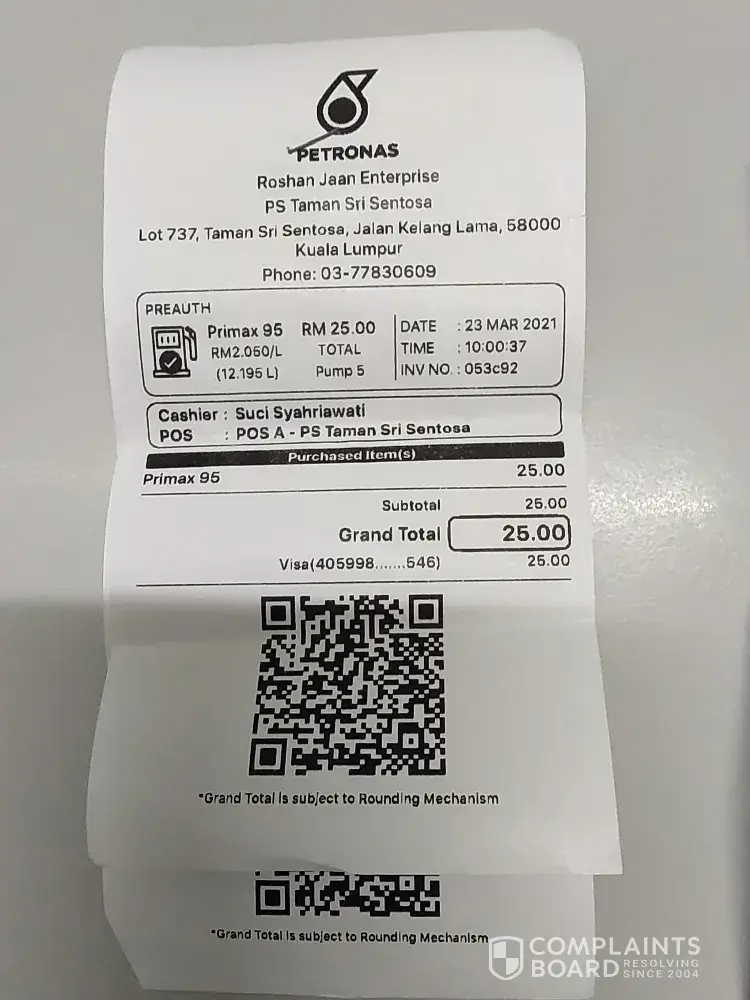 PETRONAS
Roshan Jaan Enterprise
PS Taman Sri Sentosa
Lot 737, Taman Sri Sentosa, Jalan Kelang Lama, 58000
Kuala Lumpur
Phone: 03-77830609
PREAUTH
Primax 95 RM 25.00 DATE : 23 MAR 2021
RM2.050/L TOTAL TIME : 10:00:37
(12.195 L) Pump 5 INV NO. : 053c92
Cashier : Suci Syahriawati
POS : POS A - PS Taman Sri Sentosa
Purchased Item(s)
Primax 95 25.00
Subtotal 25.00
Grand Total 25.00
Visa(405998.......546) 25.00
*Grand Total is subject to Rounding Mechanism
*Grand Total is subject to Rounding Mechanism
COMPLAINTS
BOARD RESOLVING
SINCE 2004